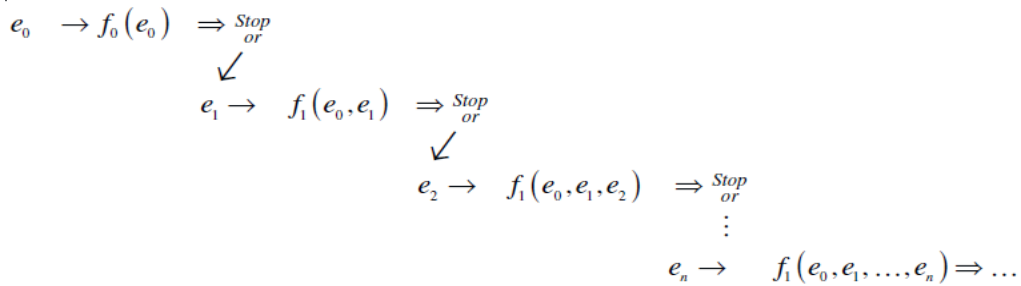 e₀ → f₀(e₀) ⇒ Stop
or
↙
e₁ → f₁(e₀,e₁) ⇒ Stop
or
↙
e₂ → f₁(e₀,e₁,e₂) ⇒ Stop
or
⋮
eₙ → f₁(e₀,e₁,…,eₙ) ⇒ …